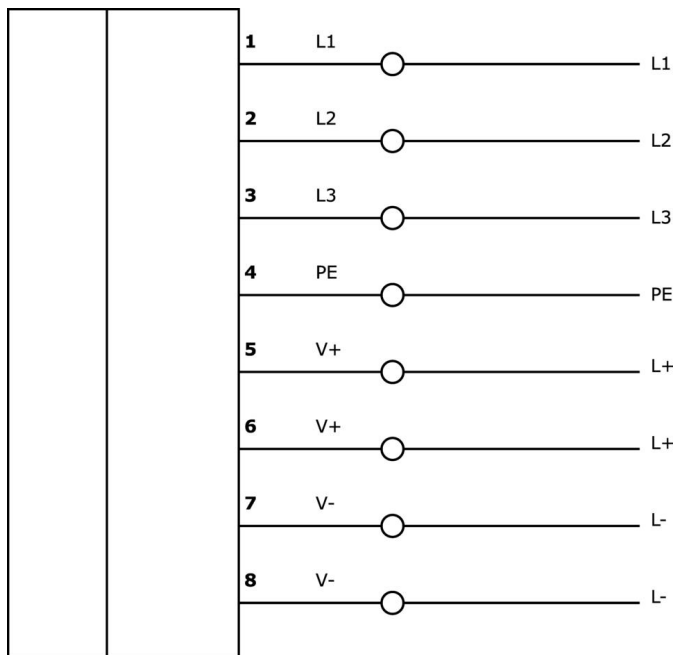 1 L1 L1
2 L2 L2
3 L3 L3
4 PE PE
5 V+ L+
6 V+ L+
7 V- L-
8 V- L-